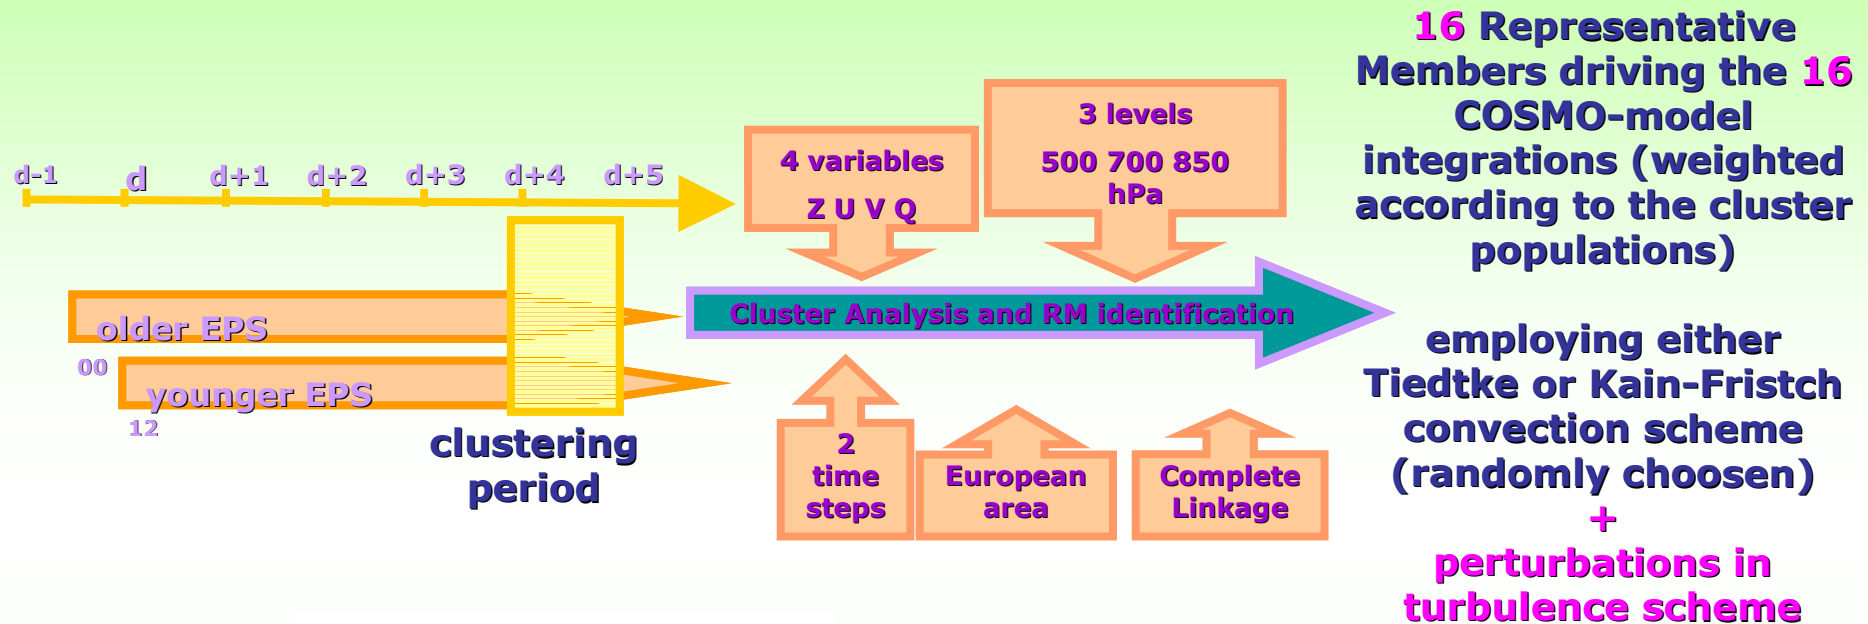 d-1 d d+1 d+2 d+3 d+4 d+5
older EPS
00
younger EPS
12
clustering
period
4 variables
Z U V Q
3 levels
500 700 850
hPa
Cluster Analysis and RM identification
2
time
steps
European
area
Complete
Linkage
16 Representative
Members driving the 16
COSMO-model
integrations (weighted
according to the cluster
populations)
employing either
Tiedtke or Kain-Fristch
convection scheme
(randomly choosen)
+
perturbations in
turbulence scheme